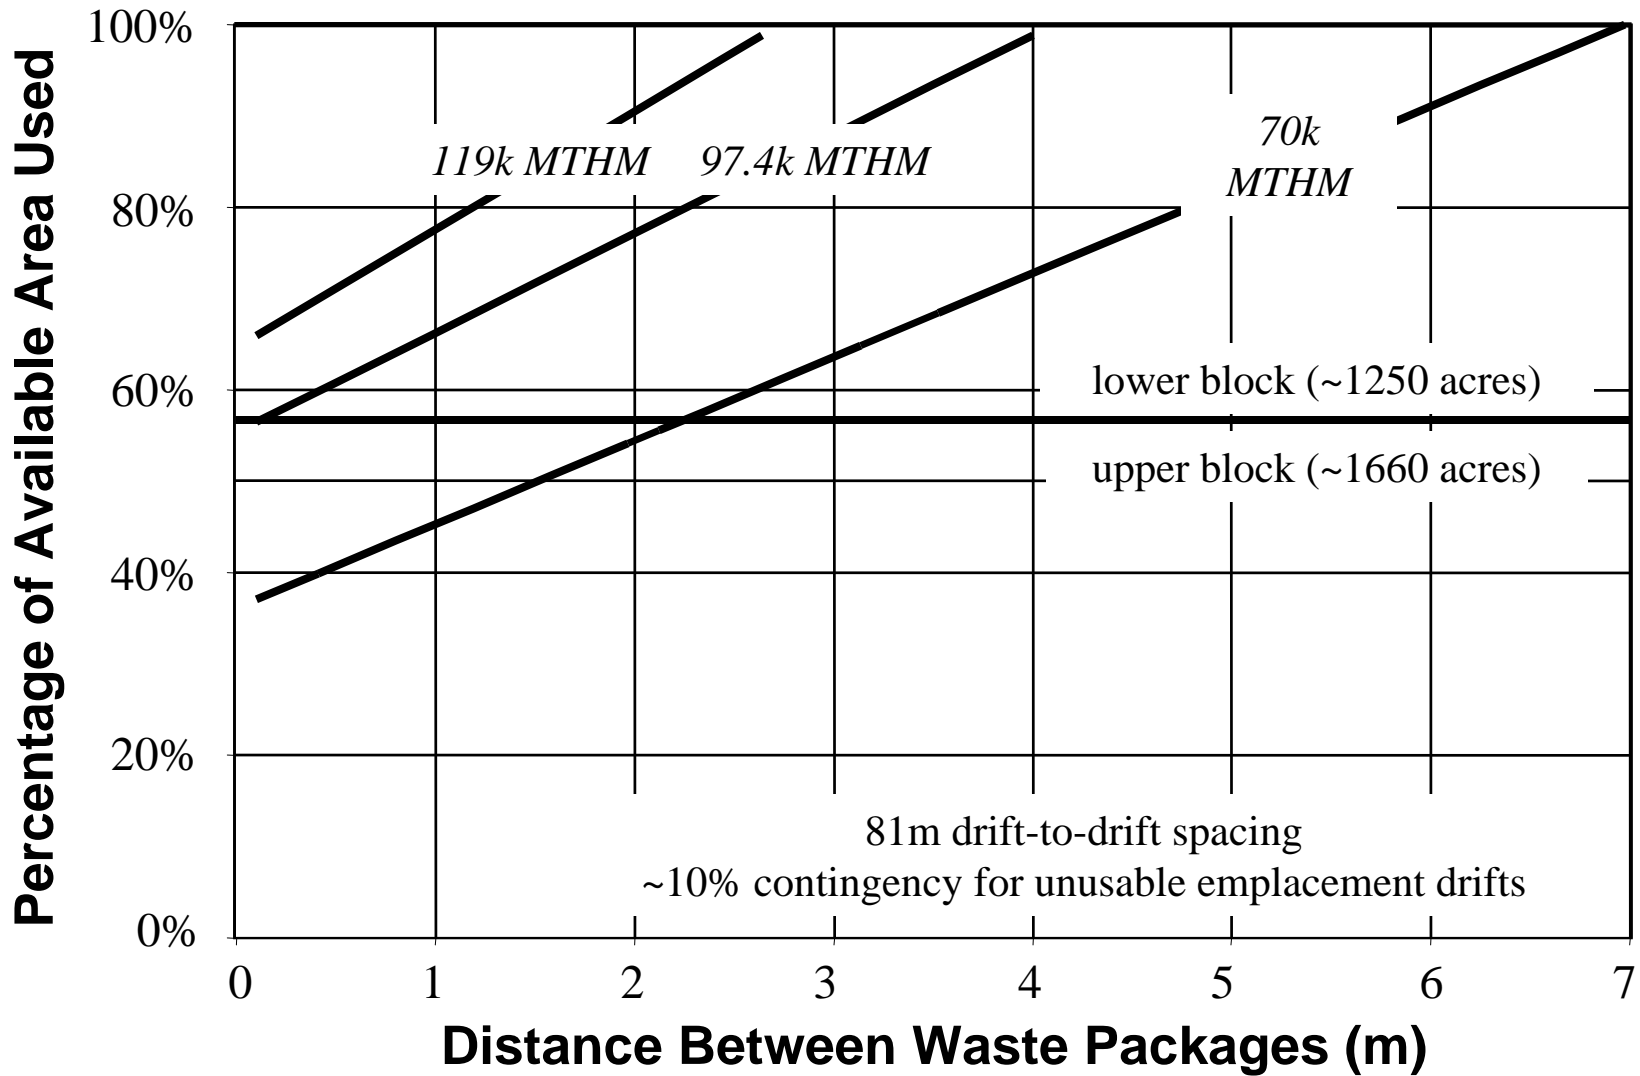 Percentage of Available Area Used
100%
80%
60%
40%
20%
0%
119k MTHM
97.4k MTHM
70k
MTHM
lower block (~1250 acres)
upper block (~1660 acres)
81m drift-to-drift spacing
~10% contingency for unusable emplacement drifts
0 1 2 3 4 5 6 7
Distance Between Waste Packages (m)